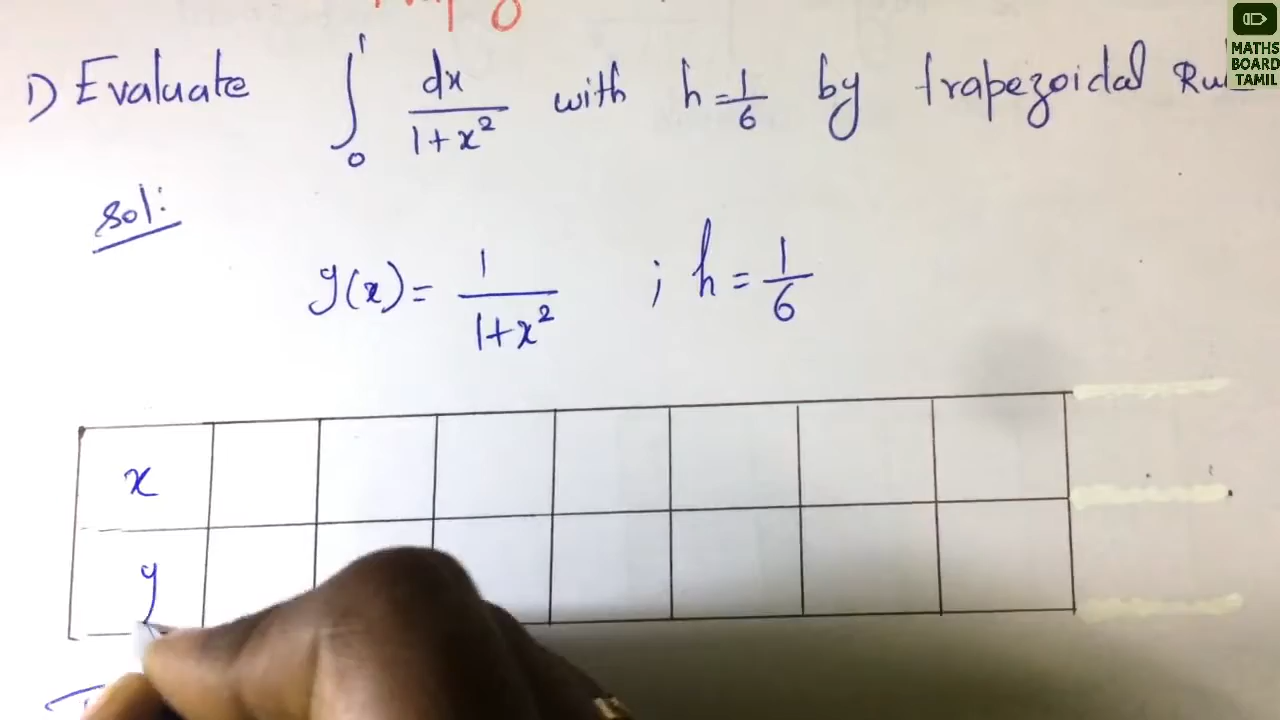 MATHS
BOARD
TAMIL
1) Evaluate ∫₀¹ dx/(1+x²) with h=1/6 by trapezoidal
sol:
y(x) = 1/(1+x²) ; h = 1/6
x
y